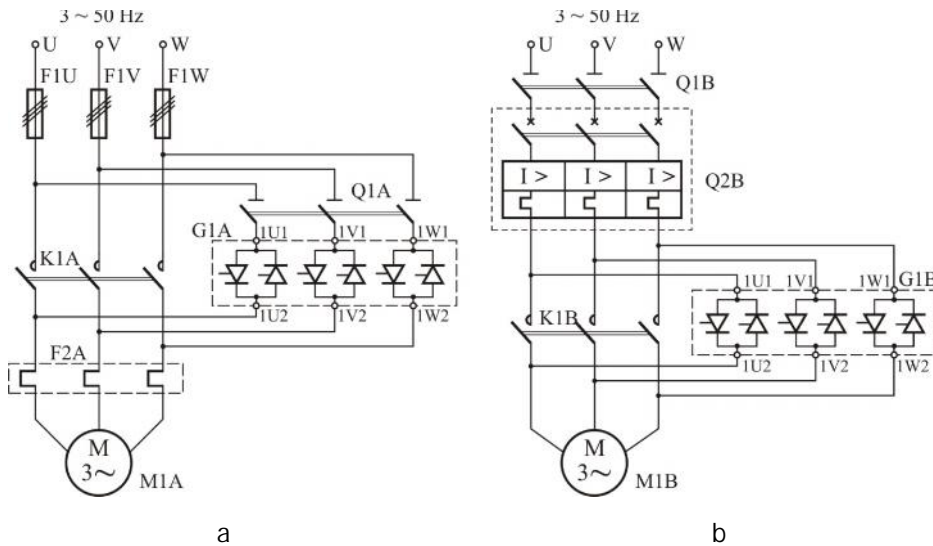 3 ~ 50 Hz
U V W
F1U F1V F1W
Q1A
G1A 1U1 1V1 1W1
K1A
1U2 1V2 1W2
F2A
M
3~
M1A
a
3 ~ 50 Hz
U V W
Q1B
I > I > I >
Q2B
1U1 1V1 1W1 G1B
K1B
1U2 1V2 1W2
M
3~
M1B
b